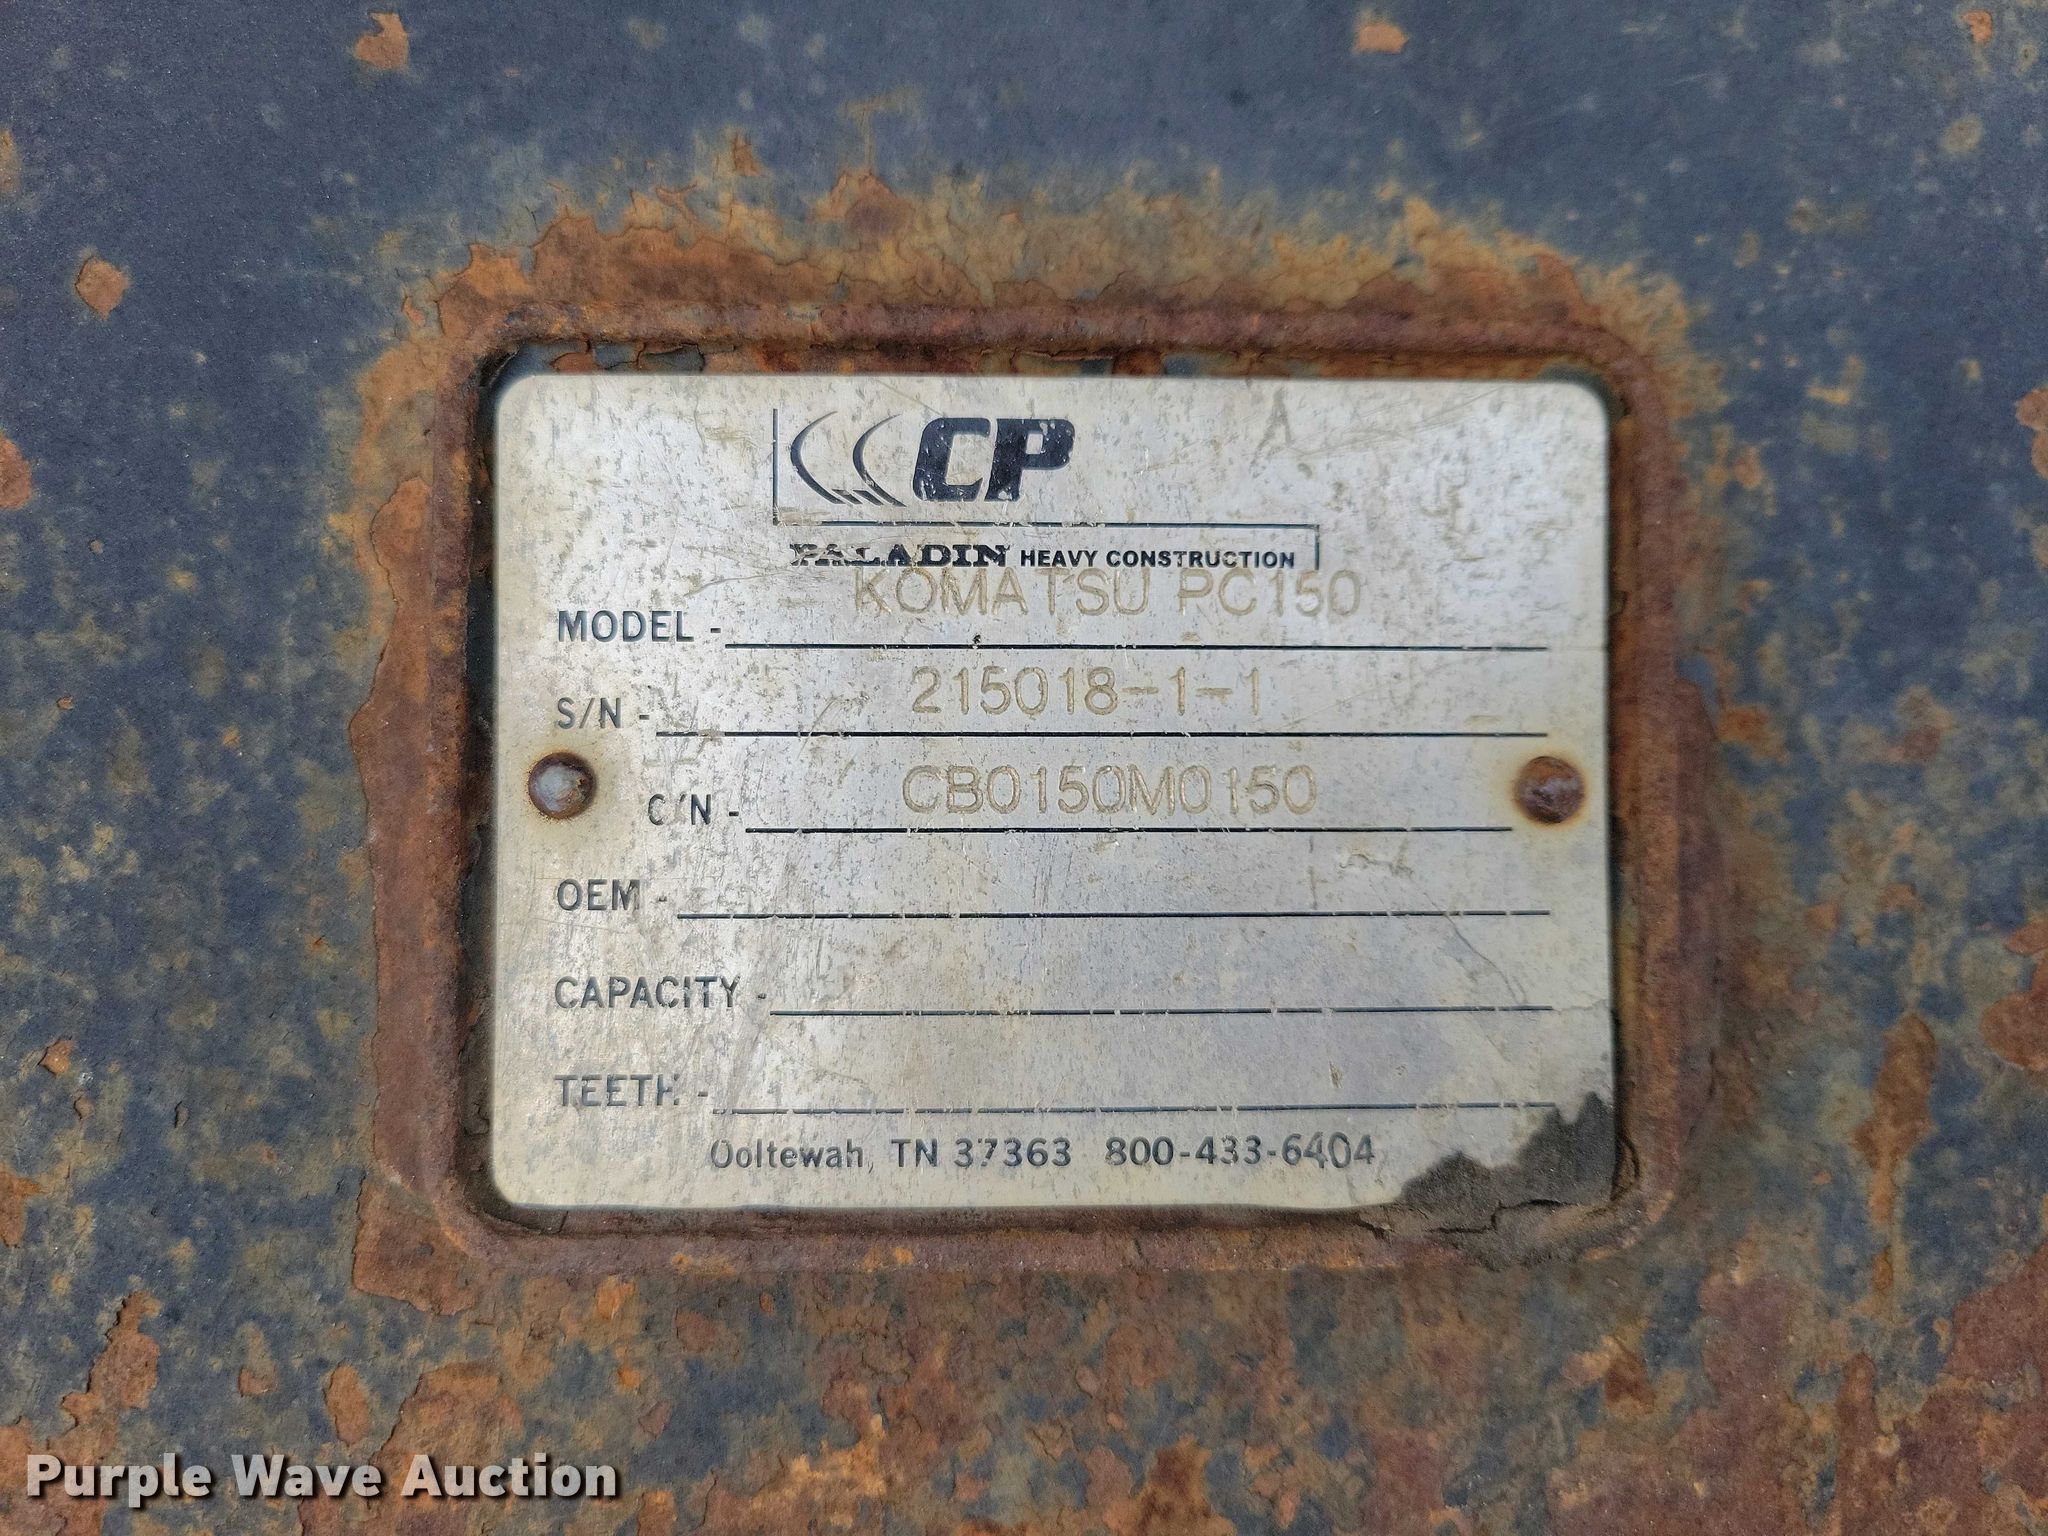 CP
PALADIN HEAVY CONSTRUCTION
MODEL - KOMATSU PC150
S/N - 215018-1-1
C/N - CB0150M0150
OEM -
CAPACITY -
TEETH -
Ooltewah, TN 37363 800-433-6404
Purple Wave Auction